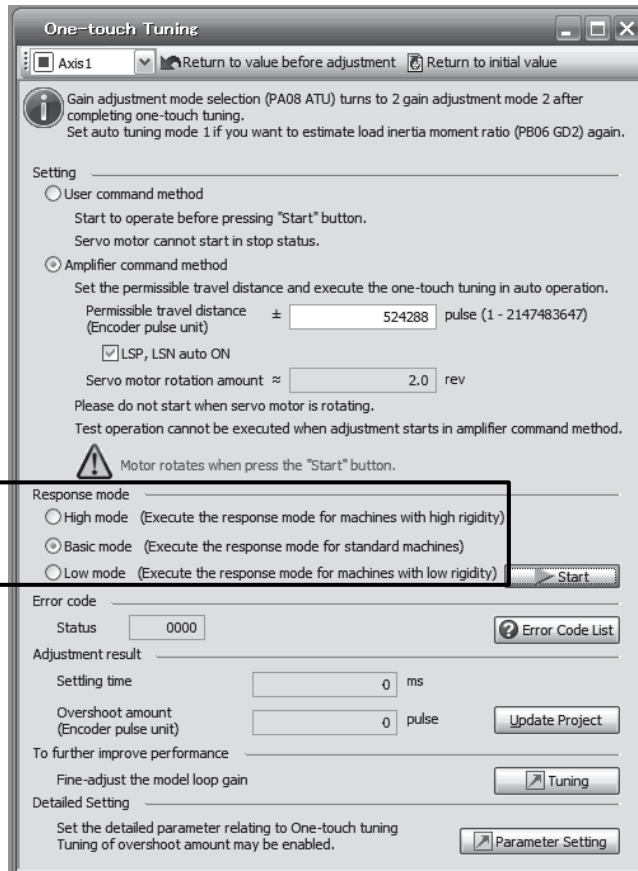 One-touch Tuning
Axis1 Return to value before adjustment Return to initial value
Gain adjustment mode selection (PA08 ATU) turns to 2 gain adjustment mode 2 after
completing one-touch tuning.
Set auto tuning mode 1 if you want to estimate load inertia moment ratio (PB06 GD2) again.
Setting
User command method
Start to operate before pressing "Start" button.
Servo motor cannot start in stop status.
Amplifier command method
Set the permissible travel distance and execute the one-touch tuning in auto operation.
Permissible travel distance
(Encoder pulse unit)
± 524288 pulse (1 - 2147483647)
LSP, LSN auto ON
Servo motor rotation amount ≈ 2.0 rev
Please do not start when servo motor is rotating.
Test operation cannot be executed when adjustment starts in amplifier command method.
Motor rotates when press the "Start" button.
Response mode
High mode (Execute the response mode for machines with high rigidity)
Basic mode (Execute the response mode for standard machines)
Low mode (Execute the response mode for machines with low rigidity)
Start
Error code
Status 0000
Error Code List
Adjustment result
Settling time 0 ms
Overshoot amount
(Encoder pulse unit)
0 pulse
Update Project
To further improve performance
Fine-adjust the model loop gain
Tuning
Detailed Setting
Set the detailed parameter relating to One-touch tuning
Tuning of overshoot amount may be enabled.
Parameter Setting